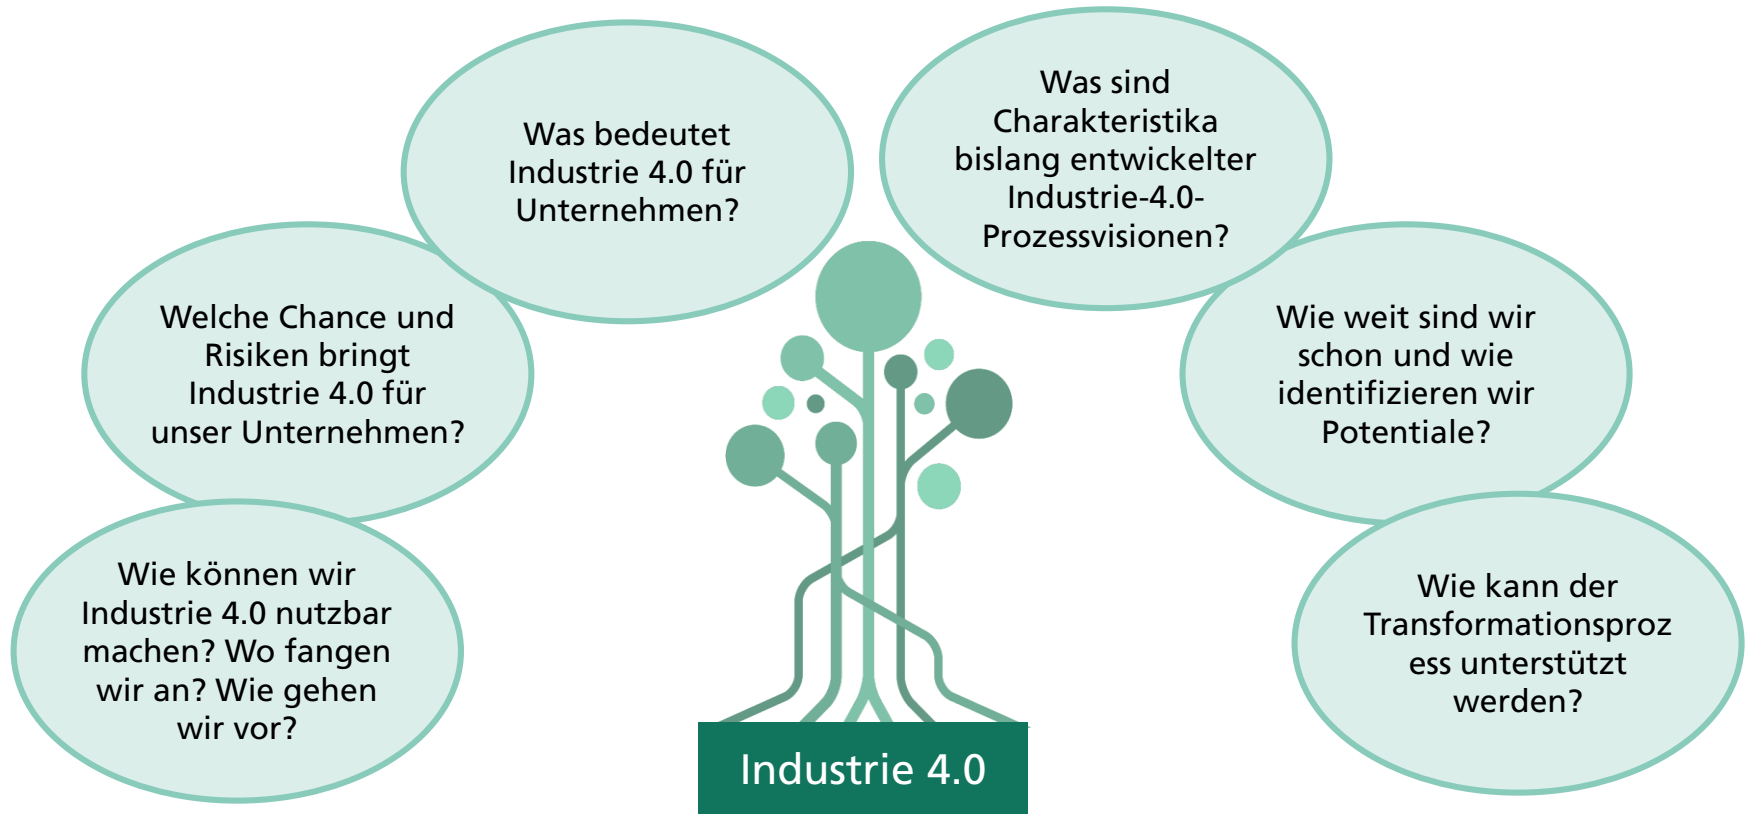 Was bedeutet
Industrie 4.0 für
Unternehmen?
Was sind
Charakteristika
bislang entwickelter
Industrie-4.0-
Prozessvisionen?
Welche Chance und
Risiken bringt
Industrie 4.0 für
unser Unternehmen?
Wie weit sind wir
schon und wie
identifizieren wir
Potentiale?
Wie können wir
Industrie 4.0 nutzbar
machen? Wo fangen
wir an? Wie gehen
wir vor?
Wie kann der
Transformationsproz
ess unterstützt
werden?
Industrie 4.0